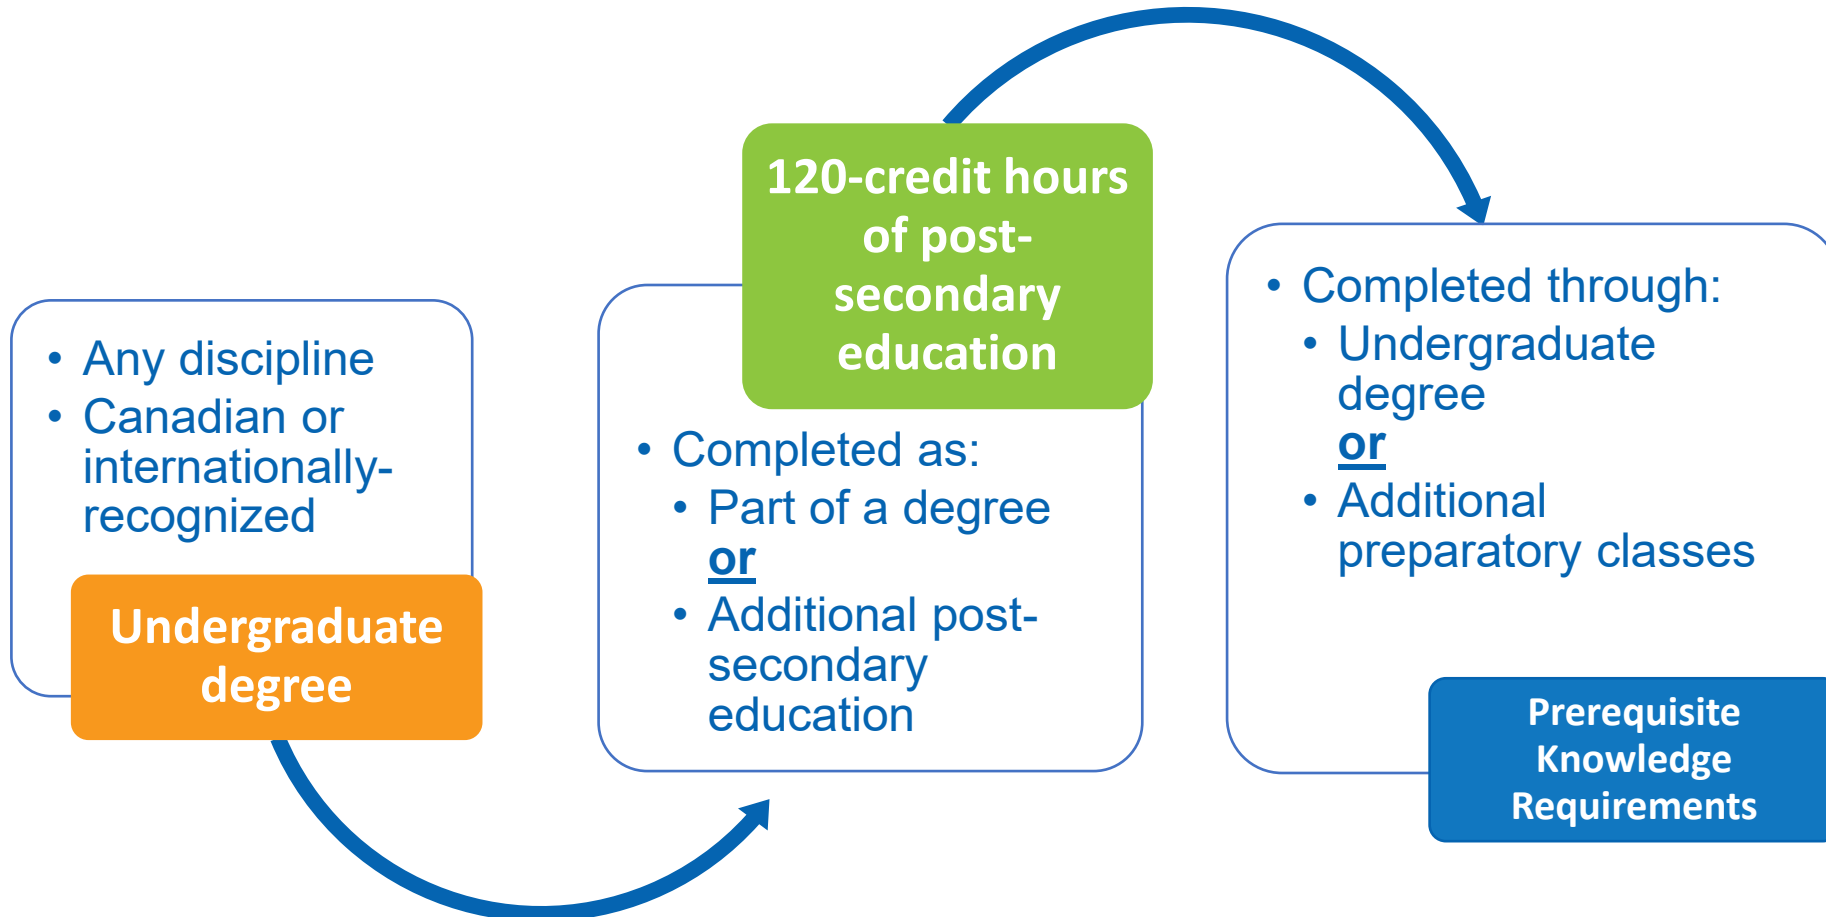 • Any discipline
• Canadian or
internationally-
recognized
Undergraduate
degree
120-credit hours
of post-
secondary
education
• Completed as:
• Part of a degree
or
• Additional post-
secondary
education
• Completed through:
• Undergraduate
degree
or
• Additional
preparatory classes
Prerequisite
Knowledge
Requirements